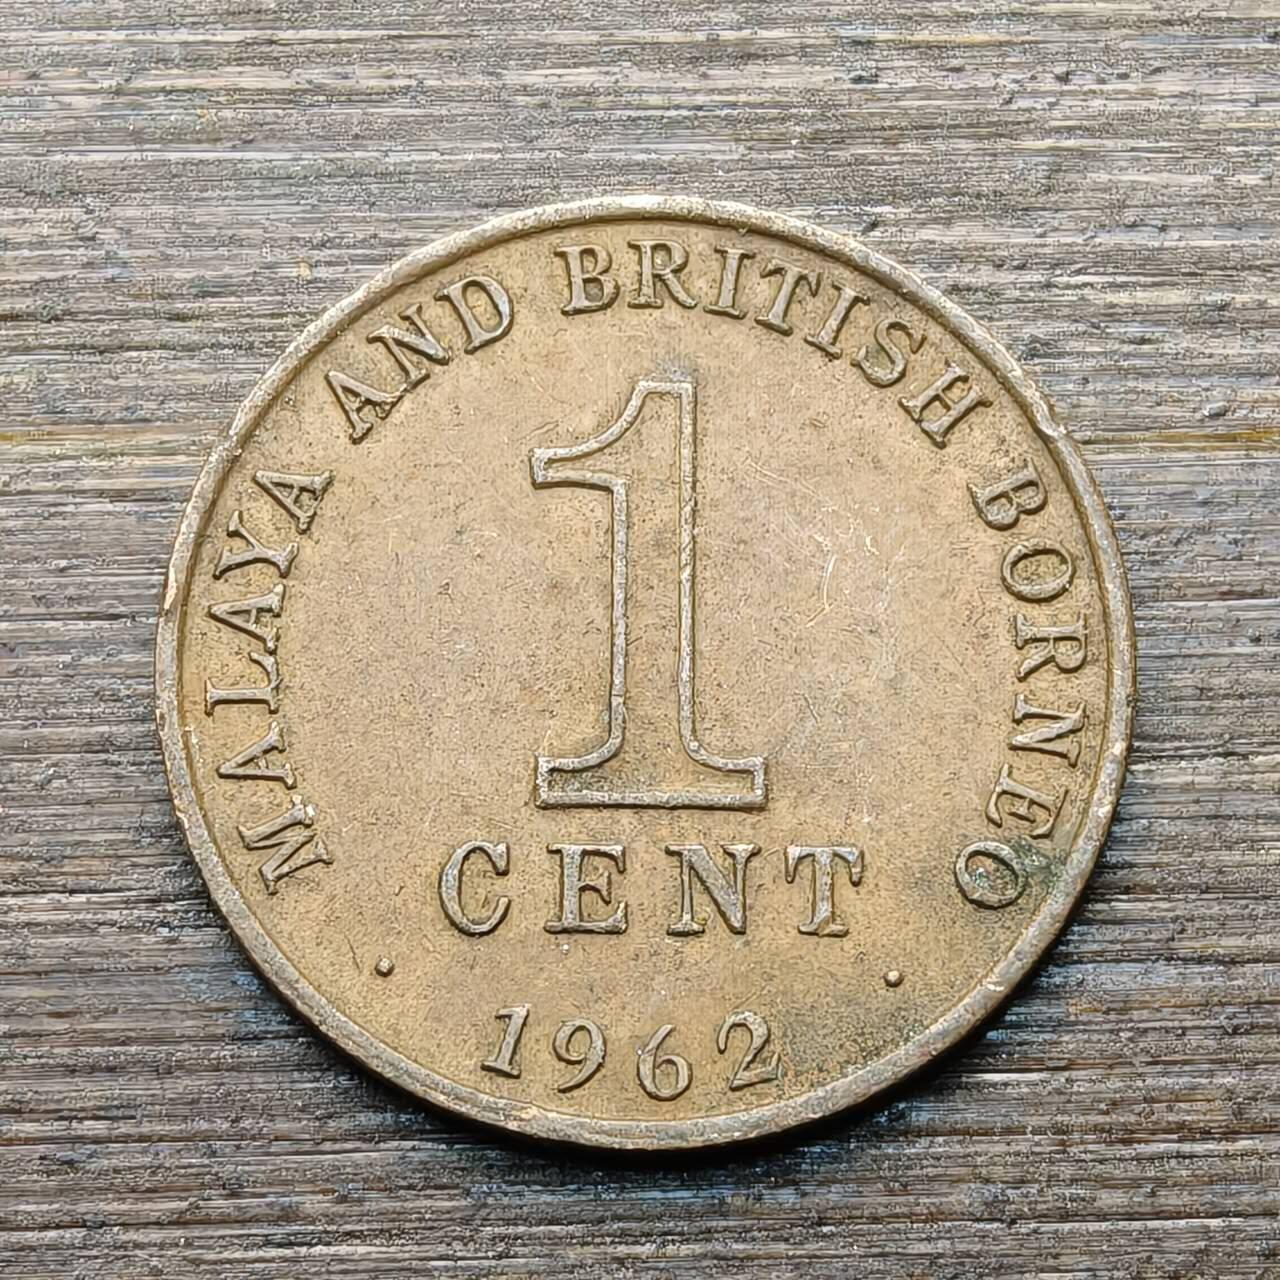 MALAYA AND BRITISH BORNEO
1
CENT
· 1962 ·